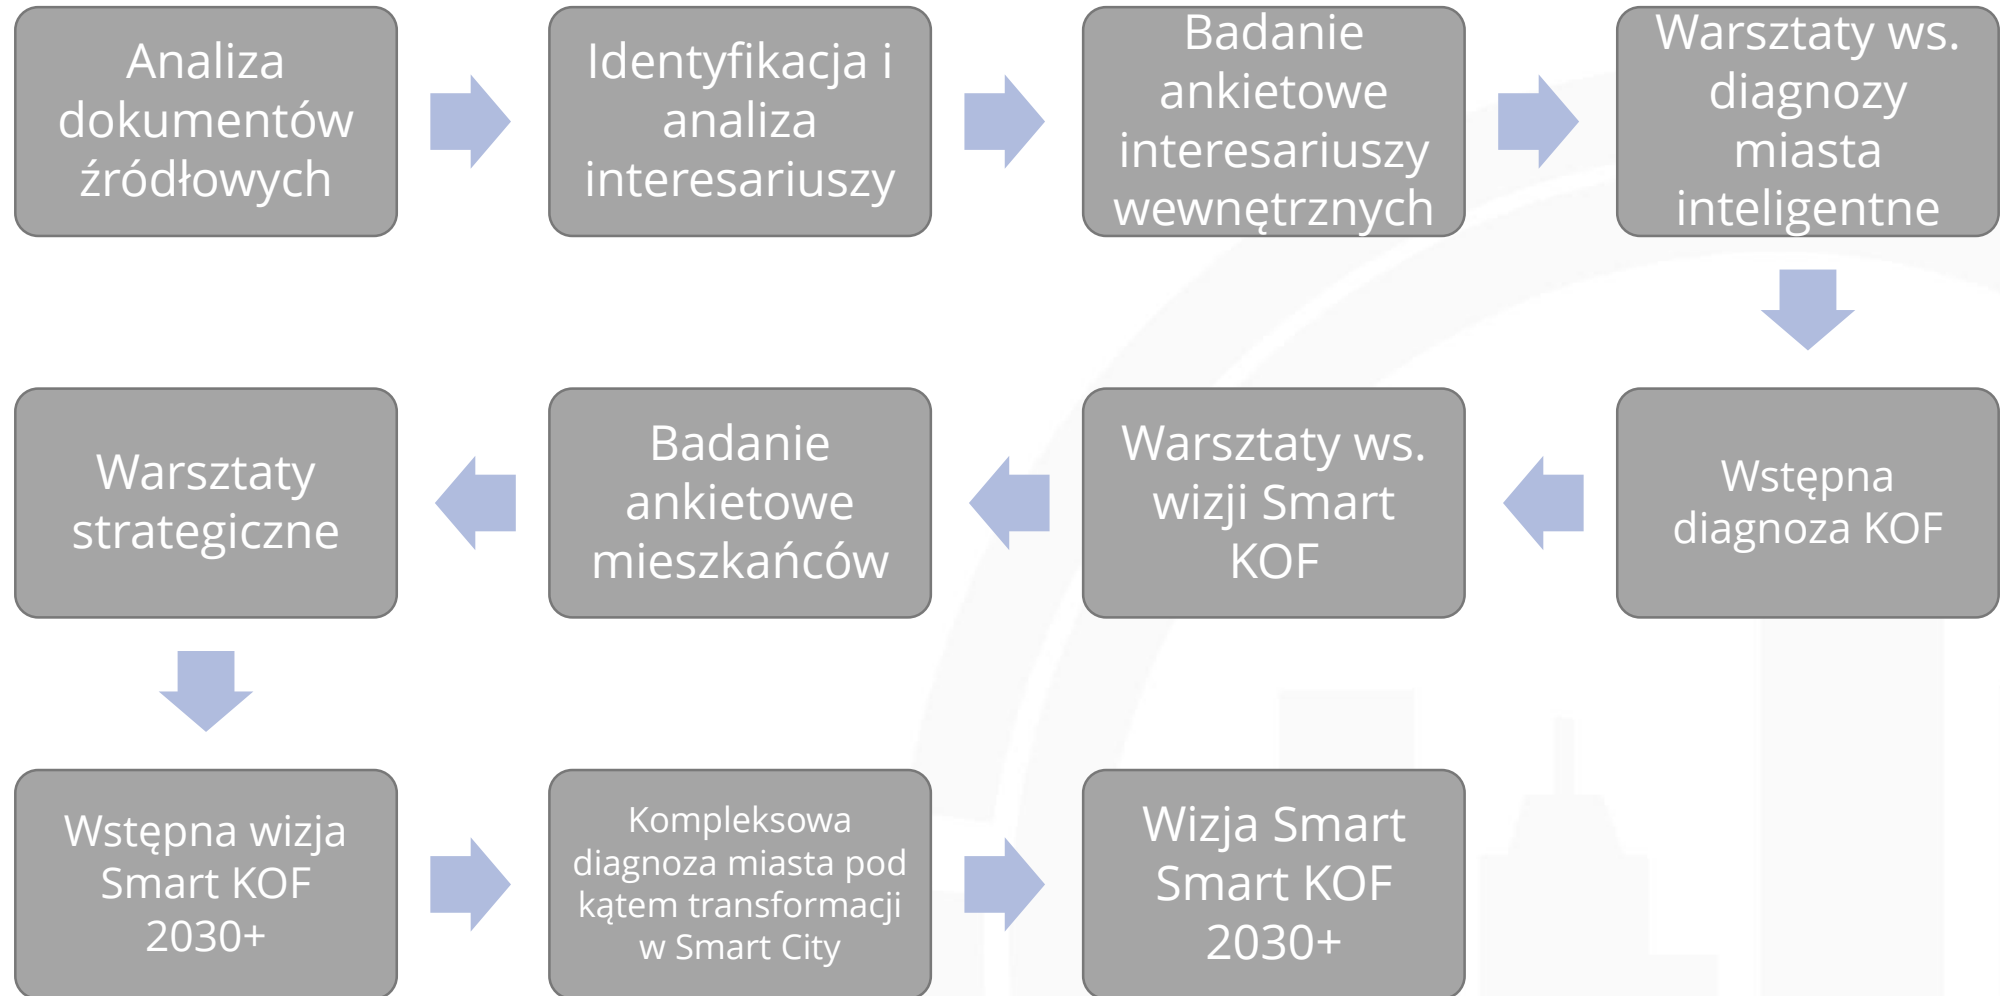 Analiza
dokumentów
źródłowych
Identyfikacja i
analiza
interesariuszy
Badanie
ankietowe
interesariuszy
wewnętrznych
Warsztaty ws.
diagnozy
miasta
inteligentne
Wstępna
diagnoza KOF
Warsztaty ws.
wizji Smart
KOF
Badanie
ankietowe
mieszkańców
Warsztaty
strategiczne
Wstępna wizja
Smart KOF
2030+
Kompleksowa
diagnoza miasta pod
kątem transformacji
w Smart City
Wizja Smart
Smart KOF
2030+